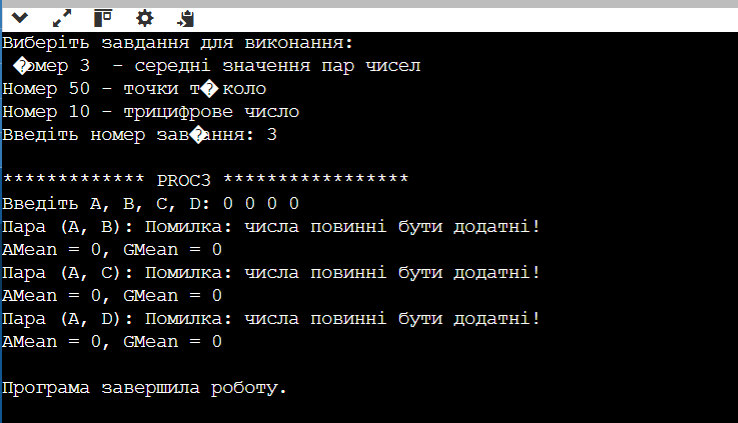 Виберіть завдання для виконання:
�омер 3 - середні значення пар чисел
Номер 50 - точки т� коло
Номер 10 - трицифрове число
Введіть номер зав�ання: 3
************* PROC3 *****************
Введіть A, B, C, D: 0 0 0 0
Пара (A, B): Помилка: числа повинні бути додатні!
AMean = 0, GMean = 0
Пара (A, C): Помилка: числа повинні бути додатні!
AMean = 0, GMean = 0
Пара (A, D): Помилка: числа повинні бути додатні!
AMean = 0, GMean = 0
Програма завершила роботу.